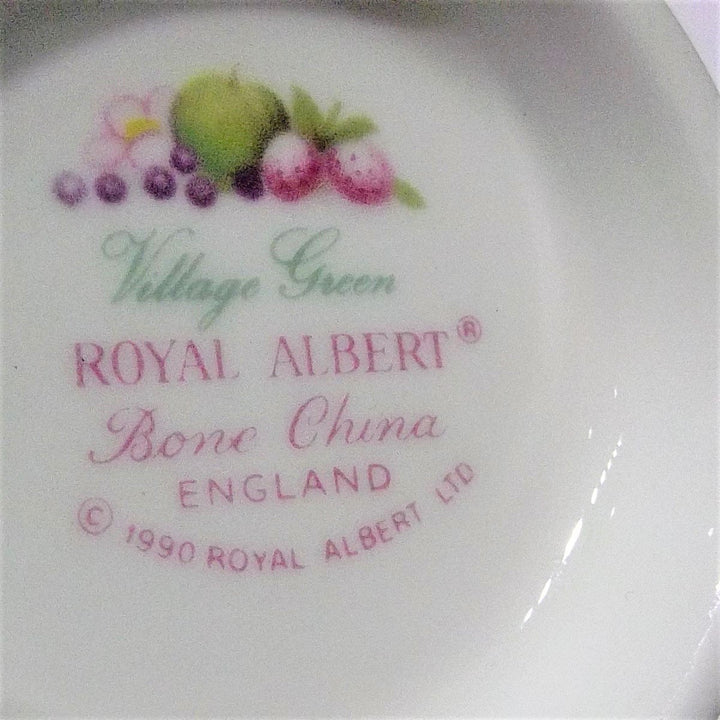 Village Green
ROYAL ALBERT®
Bone China
ENGLAND
© 1990 ROYAL ALBERT LTD